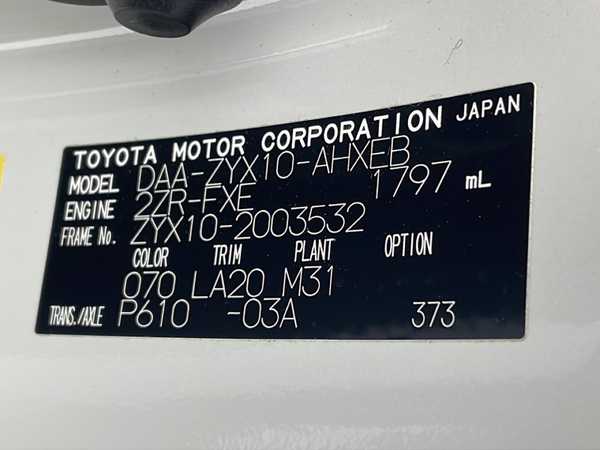 TOYOTA MOTOR CORPORATION JAPAN
MODEL DAA-ZYX10-AHXEB
ENGINE 2ZR-FXE 1797 mL
FRAME No. ZYX10-2003532
COLOR TRIM PLANT OPTION
070 LA20 M31
TRANS./AXLE P610 -03A 373